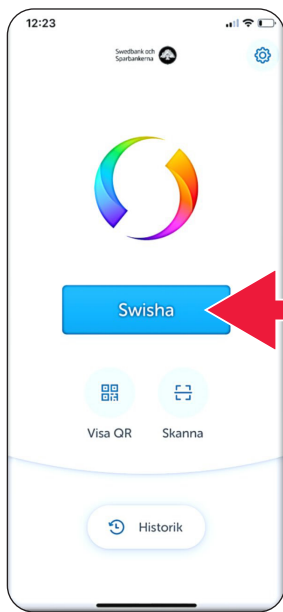 12:23
Swedbank och
Sparbankerna
Swisha
Visa QR
Skanna
Historik